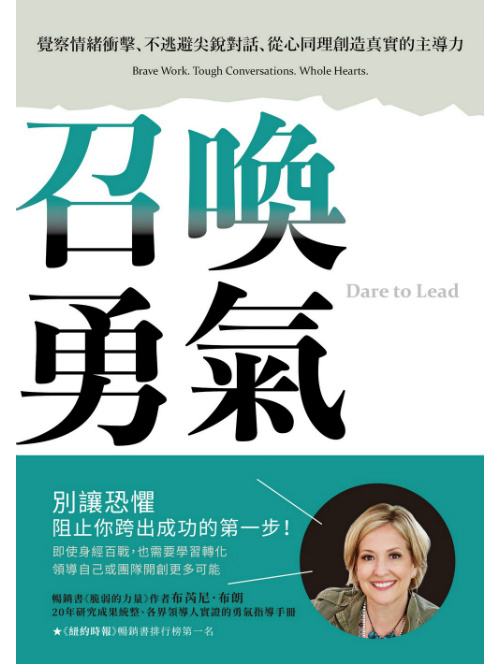 覺察情緒衝擊、不逃避尖銳對話、從心同理創造真實的主導力
Brave Work. Tough Conversations. Whole Hearts.
召喚
勇氣
Dare to Lead
別讓恐懼
阻止你跨出成功的第一步！
即使身經百戰，也需要學習轉化
領導自己或團隊開創更多可能
暢銷書《脆弱的力量》作者布芮尼・布朗
20年研究成果統整、各界領導人實證的勇氣指導手冊
★《紐約時報》暢銷書排行榜第一名